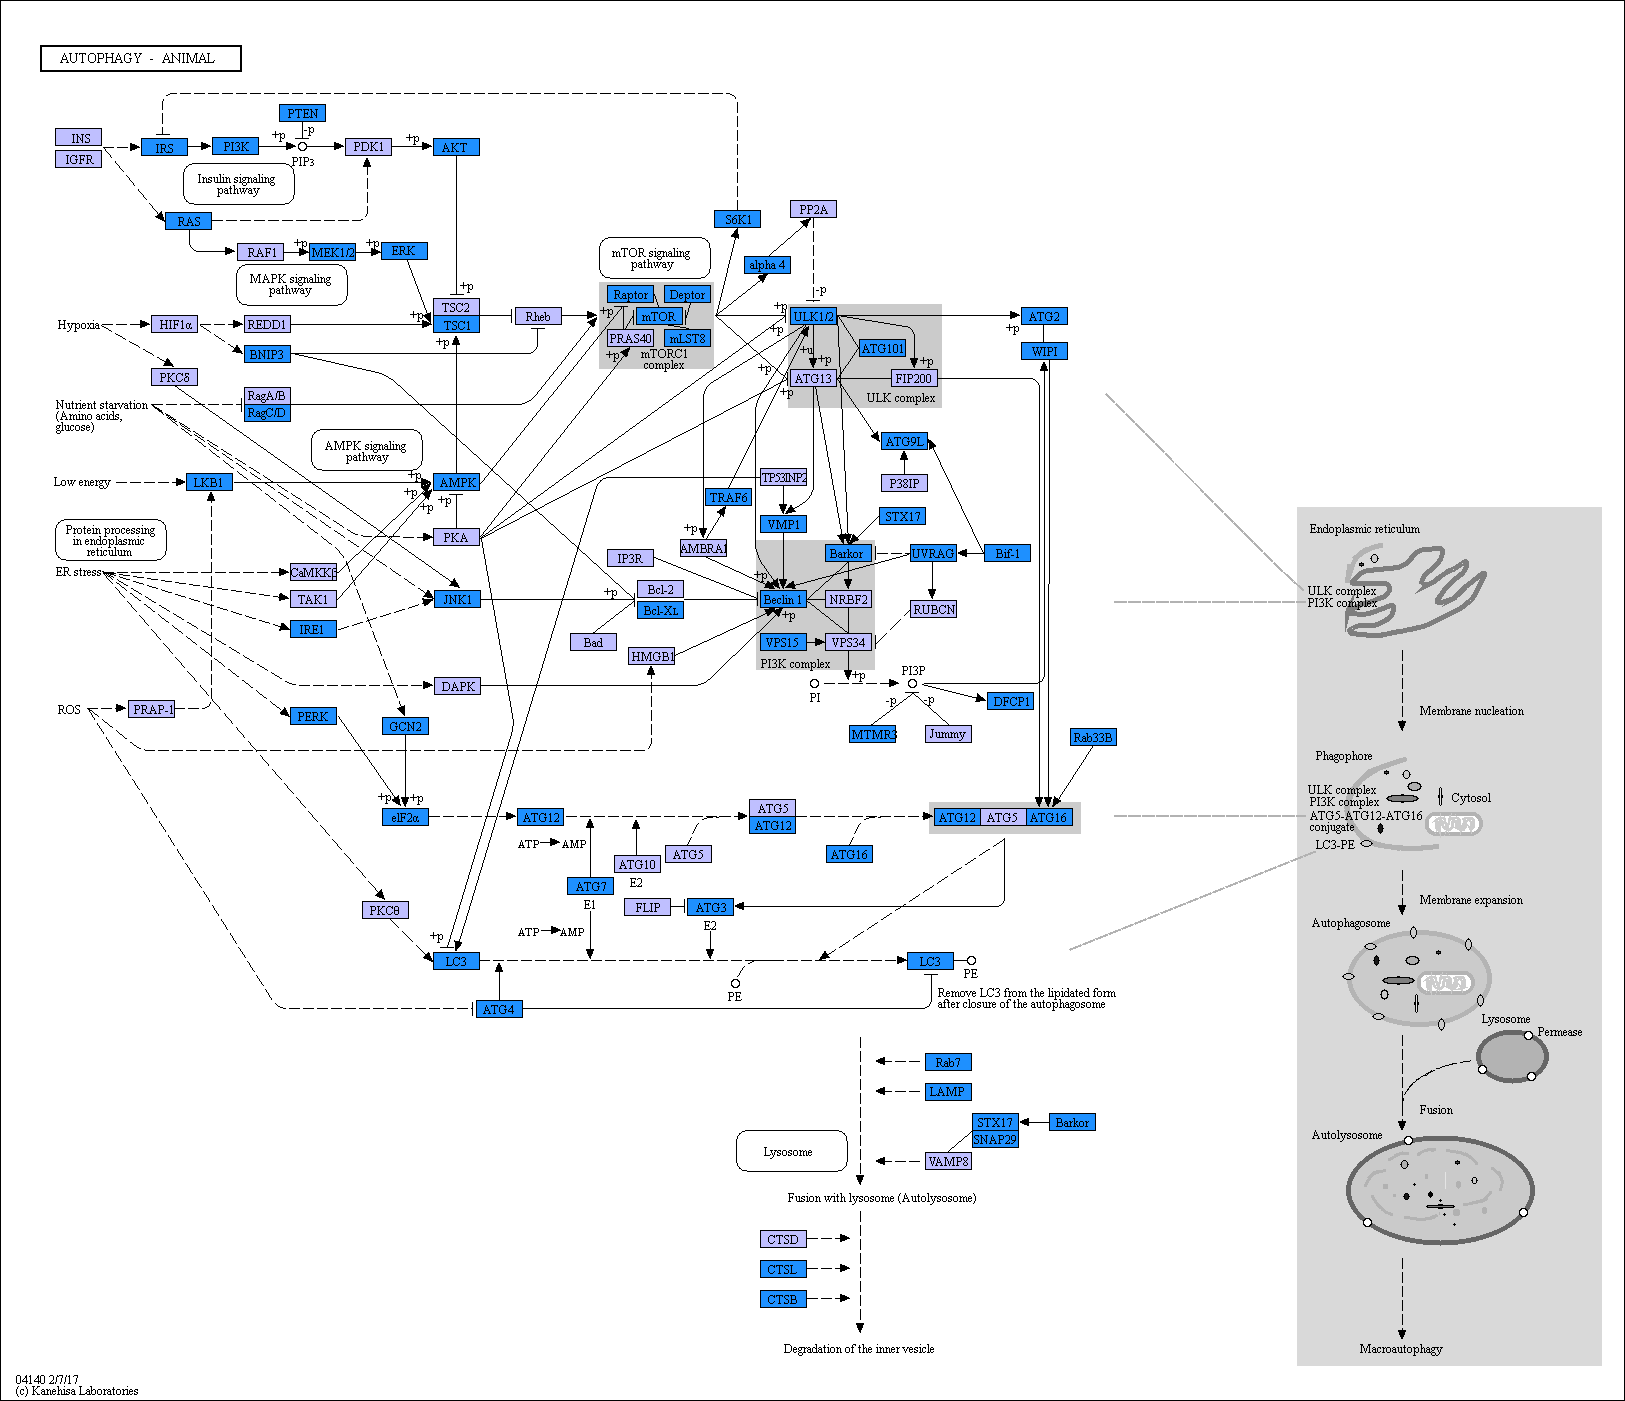 AUTOPHAGY - ANIMAL
PTEN
-p
INS
IGFR
IRS
PI3K
+p
PIP3
PDK1
+p
AKT
Insulin signaling
pathway
RAS
RAF1
+p
MEK1/2
+p
ERK
MAPK signaling
pathway
S6K1
PP2A
mTOR signaling
pathway
alpha 4
-p
+p
TSC2
TSC1
+p
+p
Rheb
+p
Raptor
Deptor
mTOR
PRAS40
mLST8
+p
mTORC1
complex
+p
+p
ULK1/2
ATG2
+p
WIPI
+u
+p
ATG101
+p
+p
+p
ATG13
FIP200
ULK complex
Hypoxia
HIF1α
REDD1
BNIP3
PKCδ
Nutrient starvation
(Amino acids,
glucose)
RagA/B
RagC/D
AMPK signaling
pathway
ATG9L
P38IP
Low energy
LKB1
+p
+p
+p
AMPK
TP53INP2
TRAF6
VMP1
STX17
Protein processing
in endoplasmic
reticulum
PKA
+p
AMBRA1
Barkor
UVRAG
Bif-1
IP3R
ER stress
CaMKKβ
TAK1
JNK1
+p
Bcl-2
Bcl-XL
+p
Beclin 1
+p
NRBF2
RUBCN
IRE1
Bad
HMGB1
VPS15
VPS34
PI3K complex
+p
DAPK
PI
PI3P
DFCP1
-p
-p
MTMR3
Jummy
ROS
PRAP-1
PERK
GCN2
Rab33B
+p
+p
eIF2α
ATG12
ATG5
ATG12
ATG12
ATG5
ATG16
ATP
AMP
ATG10
E2
ATG5
ATG16
ATG7
E1
PKCθ
FLIP
ATG3
E2
ATP
AMP
+p
LC3
LC3
PE
PE
ATG4
Remove LC3 from the lipidated form
after closure of the autophagosome
Rab7
LAMP
STX17
SNAP29
Barkor
VAMP8
Lysosome
Fusion with lysosome (Autolysosome)
CTSD
CTSL
CTSB
Degradation of the inner vesicle
Endoplasmic reticulum
ULK complex
PI3K complex
Membrane nucleation
Phagophore
ULK complex
PI3K complex
Cytosol
ATG5-ATG12-ATG16
conjugate
LC3-PE
Membrane expansion
Autophagosome
Lysosome
Permease
Fusion
Autolysosome
Macroautophagy
04140 2/7/17
(c) Kanehisa Laboratories